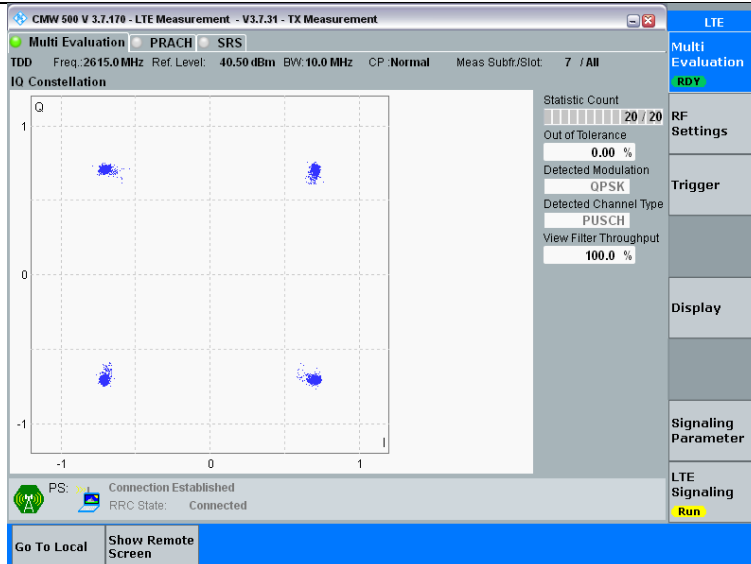 CMW 500 V 3.7.170 - LTE Measurement - V3.7.31 - TX Measurement
LTE
Multi Evaluation PRACH SRS
TDD Freq.:2615.0 MHz Ref. Level: 40.50 dBm BW: 10.0 MHz CP :Normal Meas Subfr./Slot: 7 / All
IQ Constellation
Q
1
0
-1
-1 0 1
I
Statistic Count
20 / 20
Out of Tolerance
0.00 %
Detected Modulation
QPSK
Detected Channel Type
PUSCH
View Filter Throughput
100.0 %
Multi
Evaluation
RDY
RF
Settings
Trigger
Display
Signaling
Parameter
LTE
Signaling
Run
PS: Connection Established
RRC State: Connected
Go To Local
Show Remote
Screen